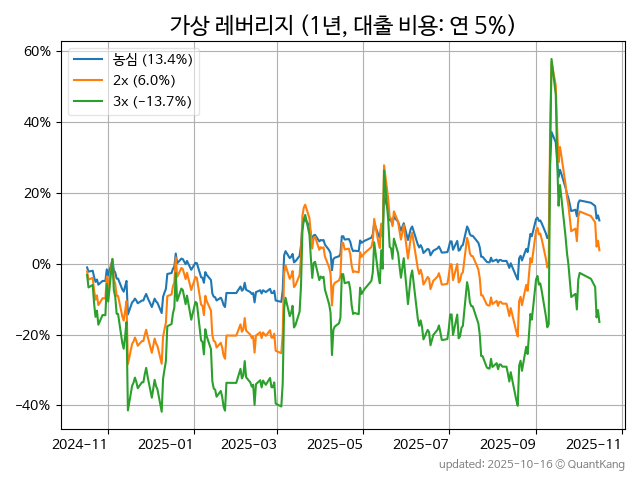 가상 레버리지 (1년, 대출 비용: 연 5%)
농심 (13.4%)
2x (6.0%)
3x (−13.7%)
60%
40%
20%
0%
−20%
−40%
2024-11
2025-01
2025-03
2025-05
2025-07
2025-09
2025-11
updated: 2025-10-16 © QuantKang